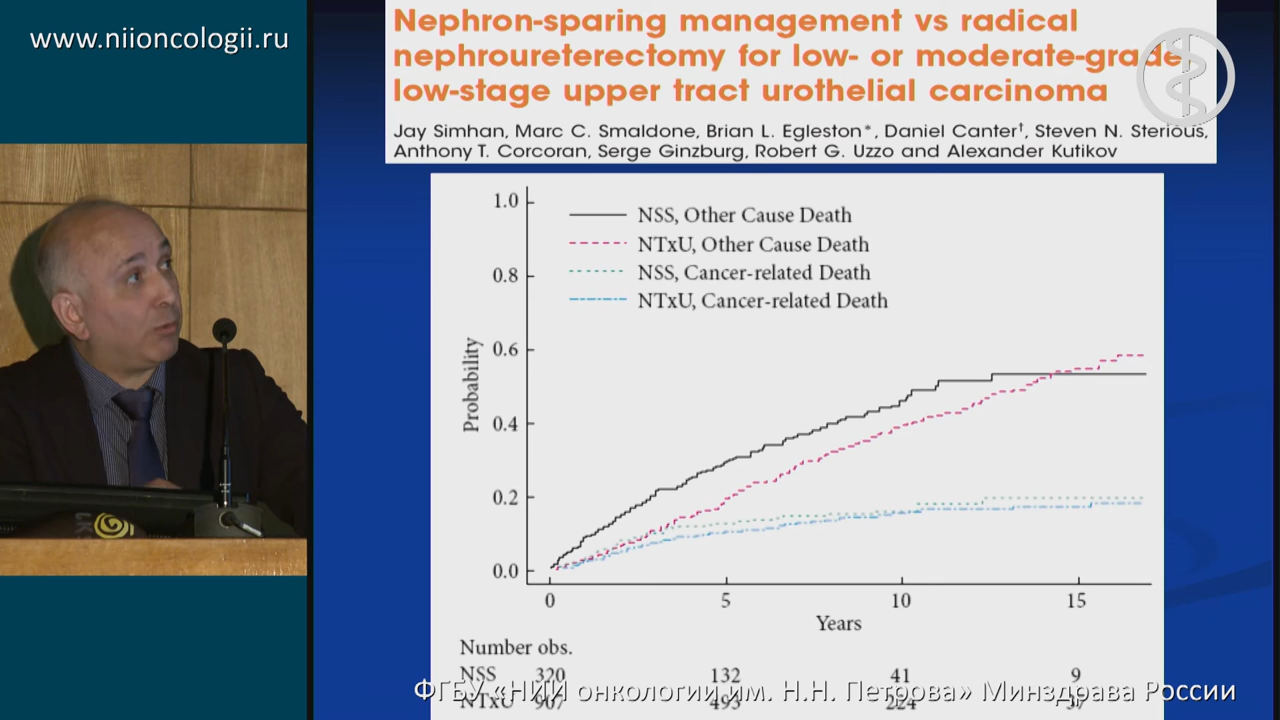 www.niioncologii.ru
Nephron-sparing management vs radical
nephroureterectomy for low- or moderate-grade
low-stage upper tract urothelial carcinoma
Jay Simhan, Marc C. Smaldone, Brian L. Egleston*, Daniel Canter†, Steven N. Sterious,
Anthony T. Corcoran, Serge Ginzburg, Robert G. Uzzo and Alexander Kutikov
1.0
NSS, Other Cause Death
NTxU, Other Cause Death
NSS, Cancer-related Death
NTxU, Cancer-related Death
0.8
0.6
0.4
0.2
0.0
Probability
0 5 10 15
Years
Number obs.
NSS 320 132 41 9
NTxU 907 493 224
ФГБУ «НИИ онкологии им. Н.Н. Петрова» Минздрава России